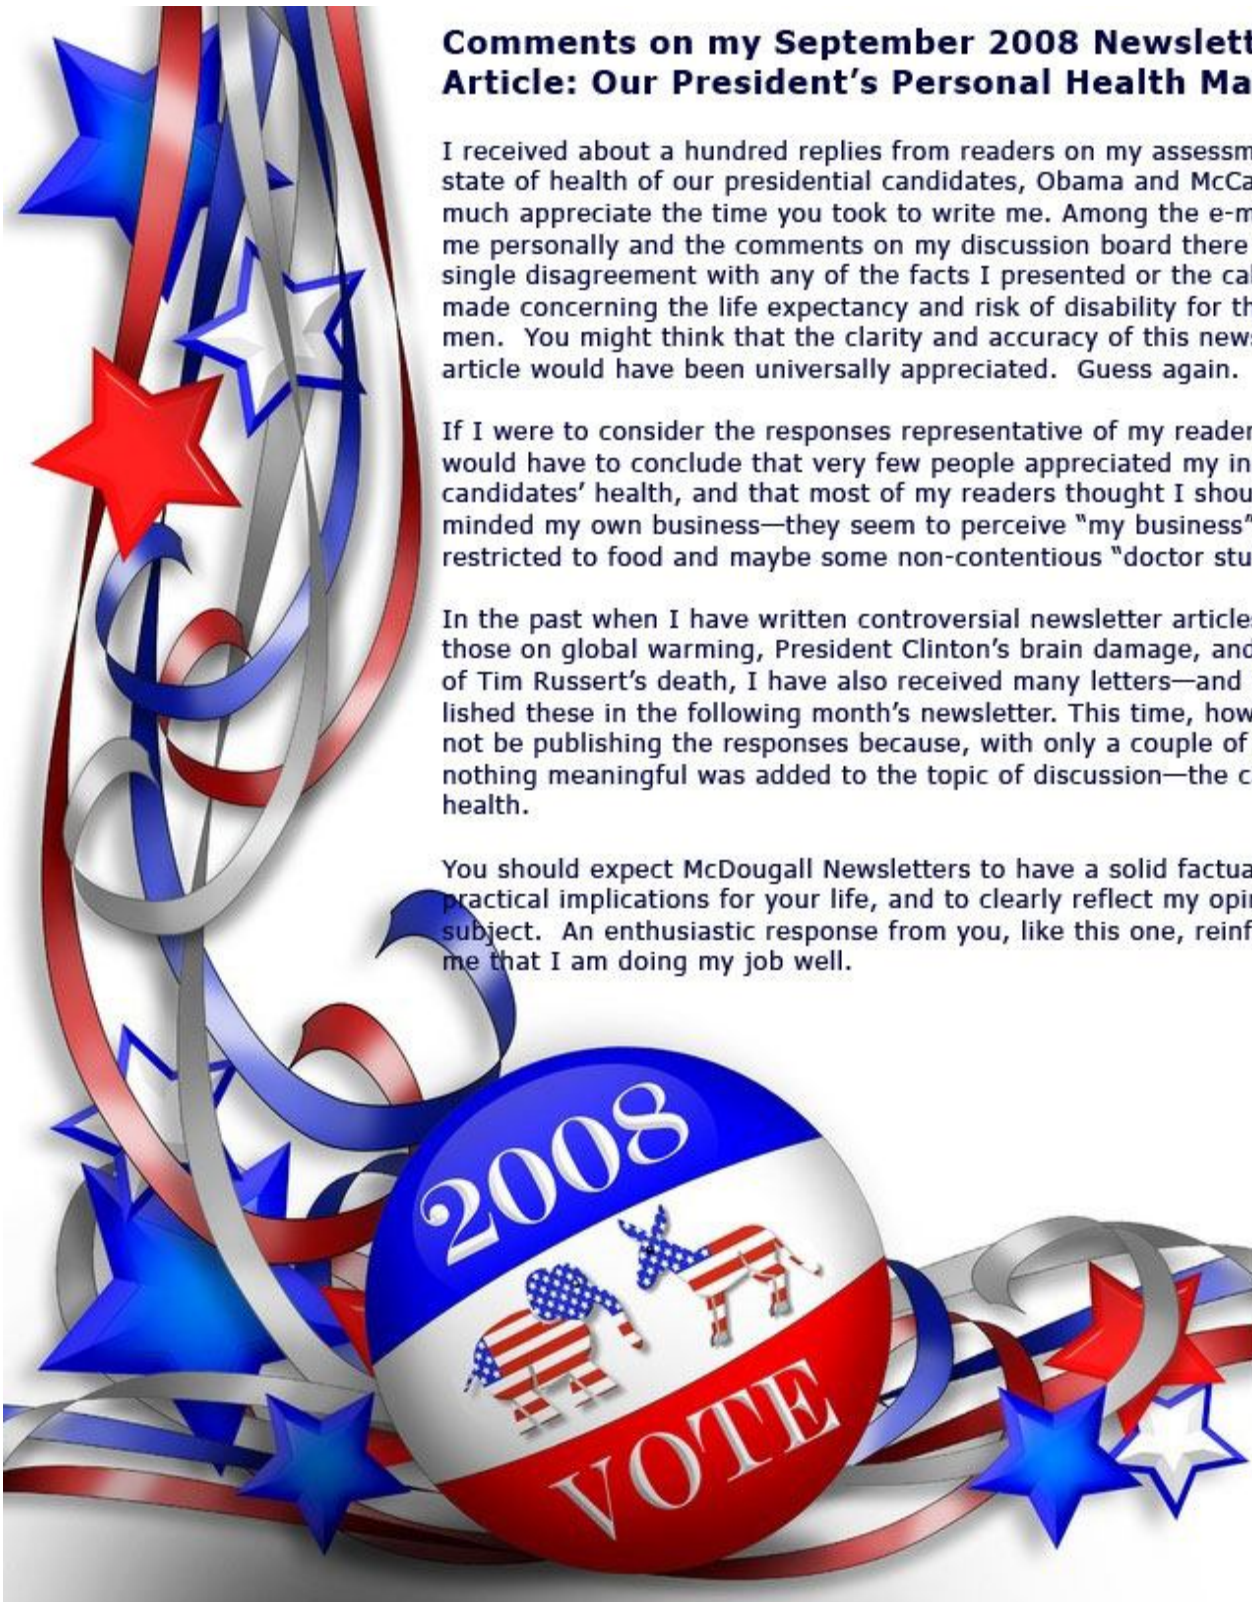 Comments on my September 2008 Newslett
Article: Our President’s Personal Health Ma
I received about a hundred replies from readers on my assessm
state of health of our presidential candidates, Obama and McCa
much appreciate the time you took to write me. Among the e-m
me personally and the comments on my discussion board there
single disagreement with any of the facts I presented or the cal
made concerning the life expectancy and risk of disability for th
men.  You might think that the clarity and accuracy of this news
article would have been universally appreciated.  Guess again.
If I were to consider the responses representative of my reader
would have to conclude that very few people appreciated my in
candidates’ health, and that most of my readers thought I shou
minded my own business—they seem to perceive “my business”
restricted to food and maybe some non-contentious “doctor stu
In the past when I have written controversial newsletter articles
those on global warming, President Clinton’s brain damage, and
of Tim Russert’s death, I have also received many letters—and
lished these in the following month’s newsletter. This time, how
not be publishing the responses because, with only a couple of
nothing meaningful was added to the topic of discussion—the c
health.
You should expect McDougall Newsletters to have a solid factua
practical implications for your life, and to clearly reflect my opin
subject.  An enthusiastic response from you, like this one, reinf
me that I am doing my job well.
2008
VOTE